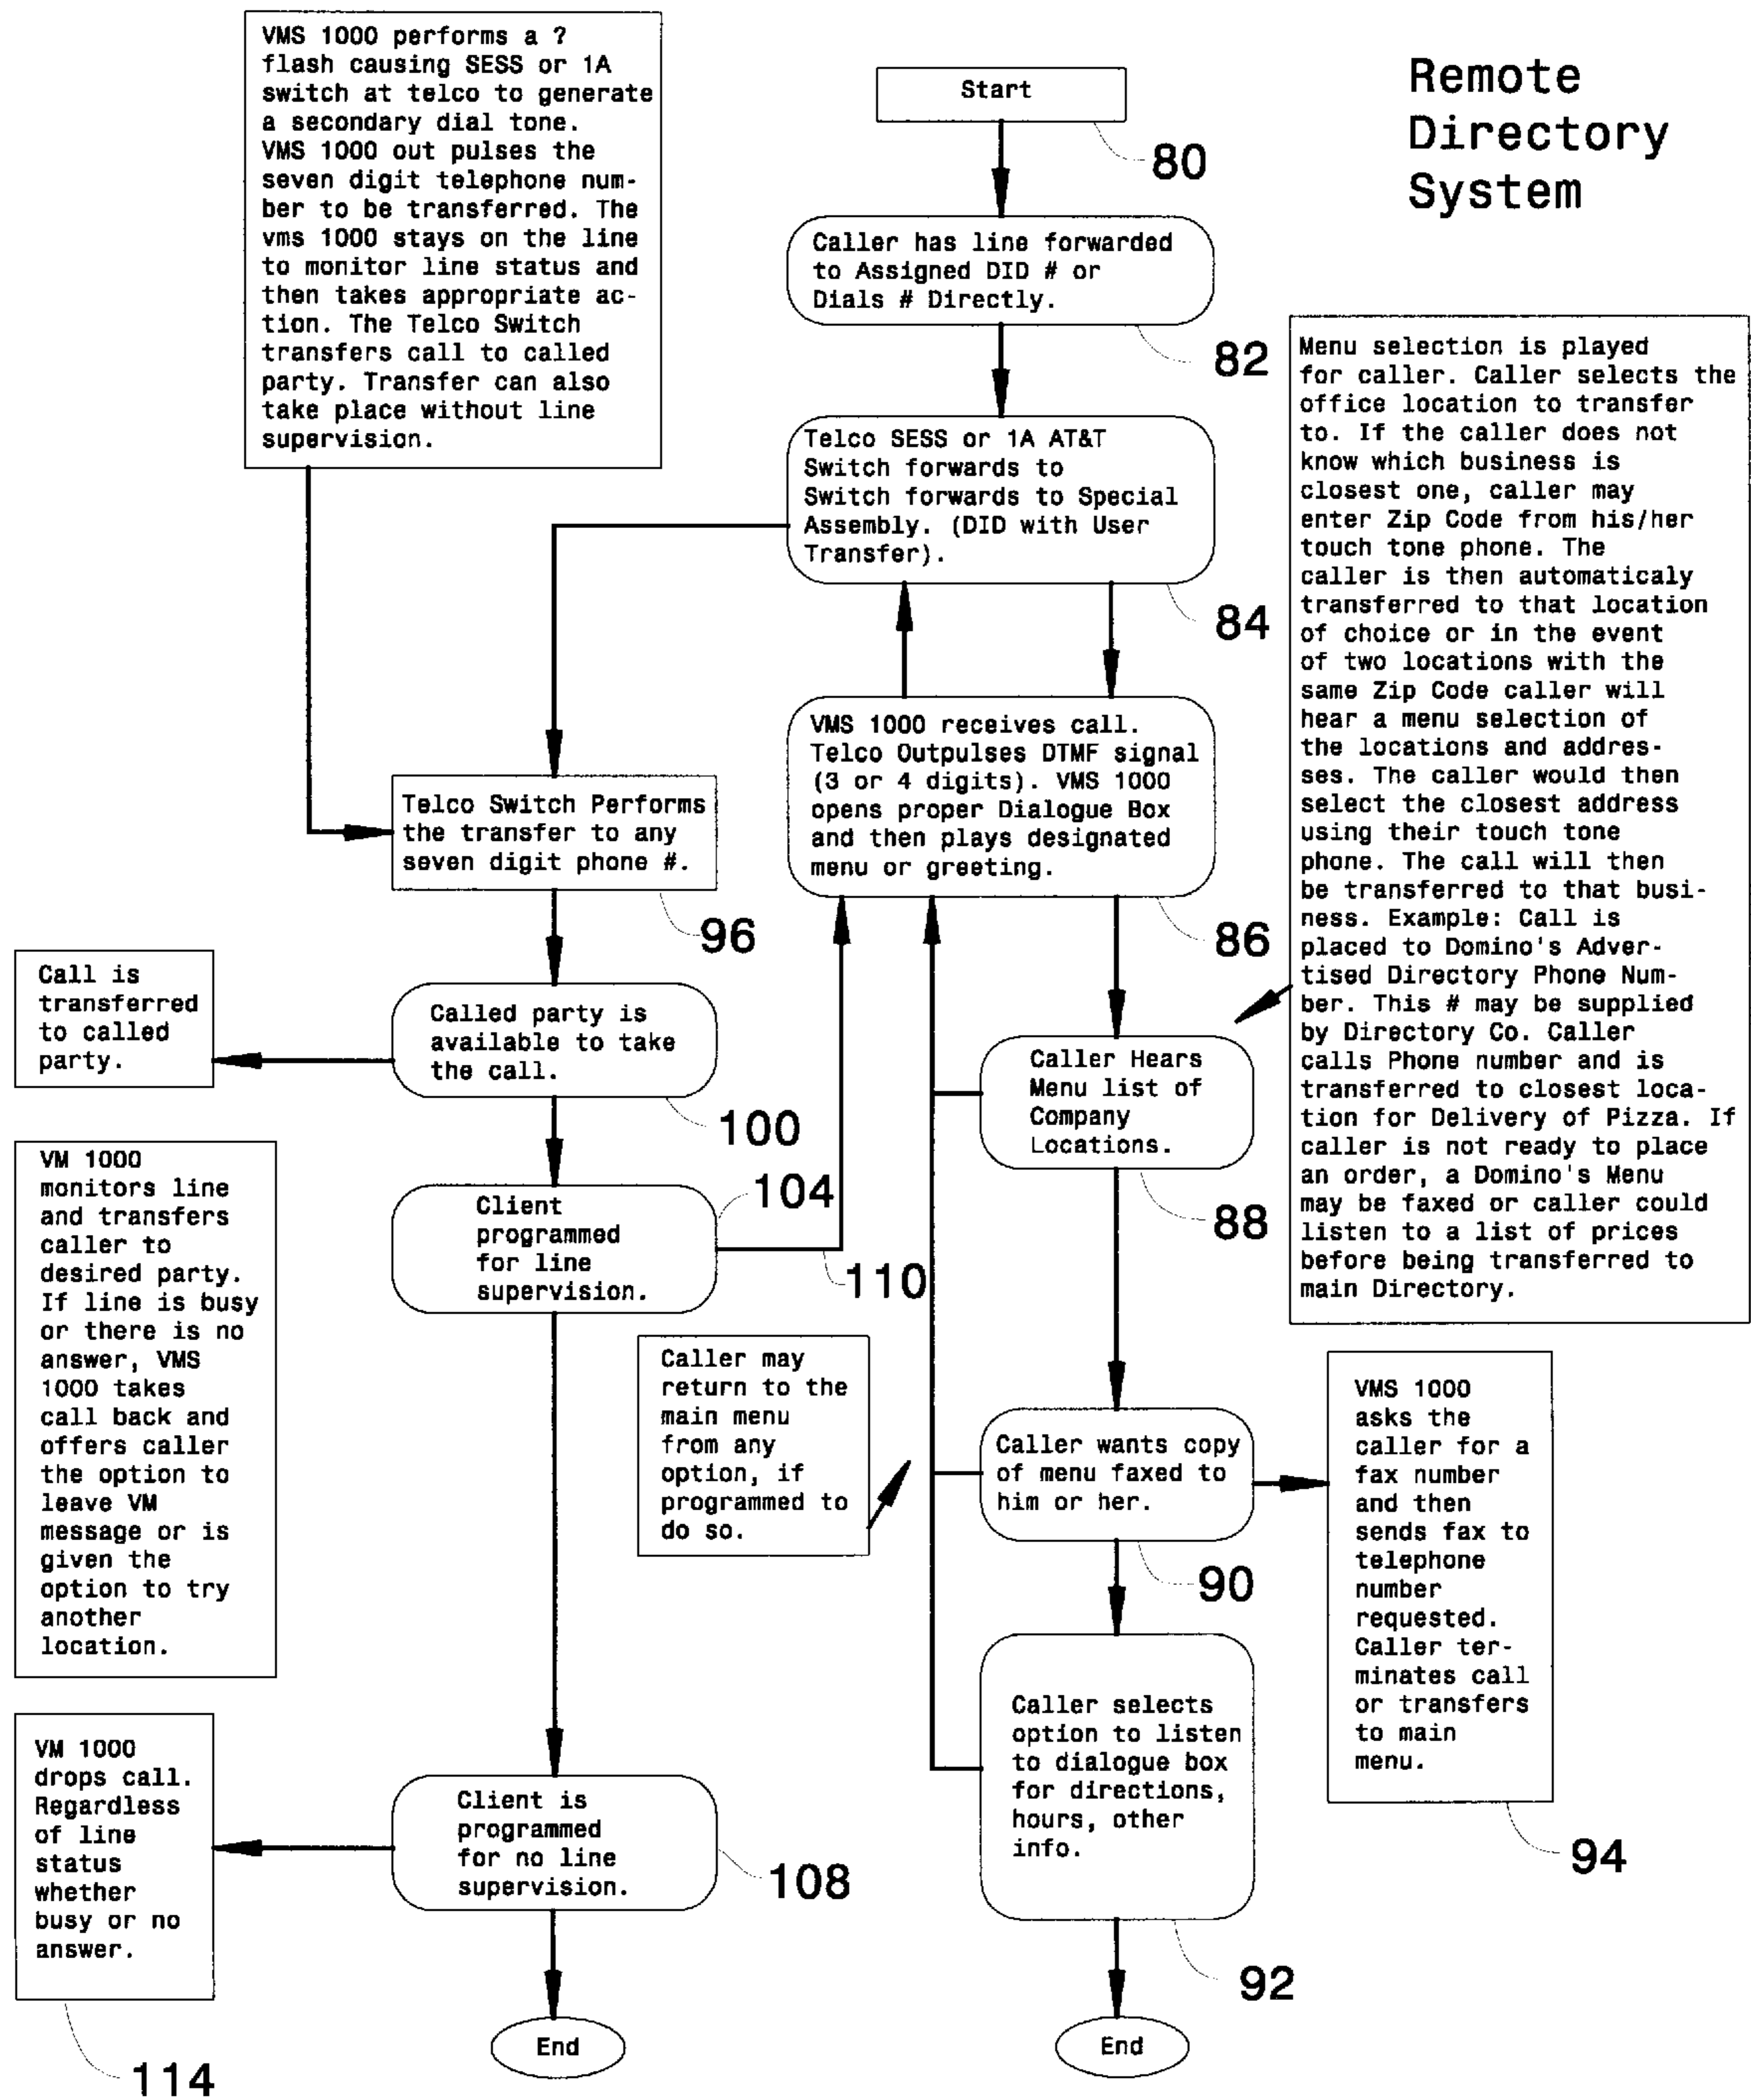 Remote
Directory
System
VMS 1000 performs a ?
flash causing SESS or 1A
switch at telco to generate
a secondary dial tone.
VMS 1000 out pulses the
seven digit telephone num-
ber to be transferred. The
vms 1000 stays on the line
to monitor line status and
then takes appropriate ac-
tion. The Telco Switch
transfers call to called
party. Transfer can also
take place without line
supervision.
Start
80
Caller has line forwarded
to Assigned DID # or
Dials # Directly.
82
Telco SESS or 1A AT&T
Switch forwards to
Switch forwards to Special
Assembly. (DID with User
Transfer).
84
VMS 1000 receives call.
Telco Outpulses DTMF signal
(3 or 4 digits). VMS 1000
opens proper Dialogue Box
and then plays designated
menu or greeting.
86
Menu selection is played
for caller. Caller selects the
office location to transfer
to. If the caller does not
know which business is
closest one, caller may
enter Zip Code from his/her
touch tone phone. The
caller is then automaticaly
transferred to that location
of choice or in the event
of two locations with the
same Zip Code caller will
hear a menu selection of
the locations and addres-
ses. The caller would then
select the closest address
using their touch tone
phone. The call will then
be transferred to that busi-
ness. Example: Call is
placed to Domino's Adver-
tised Directory Phone Num-
ber. This # may be supplied
by Directory Co. Caller
calls Phone number and is
transferred to closest loca-
tion for Delivery of Pizza. If
caller is not ready to place
an order, a Domino's Menu
may be faxed or caller could
listen to a list of prices
before being transferred to
main Directory.
Telco Switch Performs
the transfer to any
seven digit phone #.
96
Call is
transferred
to called
party.
Called party is
available to take
the call.
100
Caller Hears
Menu list of
Company
Locations.
88
VM 1000
monitors line
and transfers
caller to
desired party.
If line is busy
or there is no
answer, VMS
1000 takes
call back and
offers caller
the option to
leave VM
message or is
given the
option to try
another
location.
Client
programmed
for line
supervision.
104
110
Caller may
return to the
main menu
from any
option, if
programmed to
do so.
Caller wants copy
of menu faxed to
him or her.
90
VMS 1000
asks the
caller for a
fax number
and then
sends fax to
telephone
number
requested.
Caller ter-
minates call
or transfers
to main
menu.
94
VM 1000
drops call.
Regardless
of line
status
whether
busy or no
answer.
114
Client is
programmed
for no line
supervision.
108
Caller selects
option to listen
to dialogue box
for directions,
hours, other
info.
92
End
End